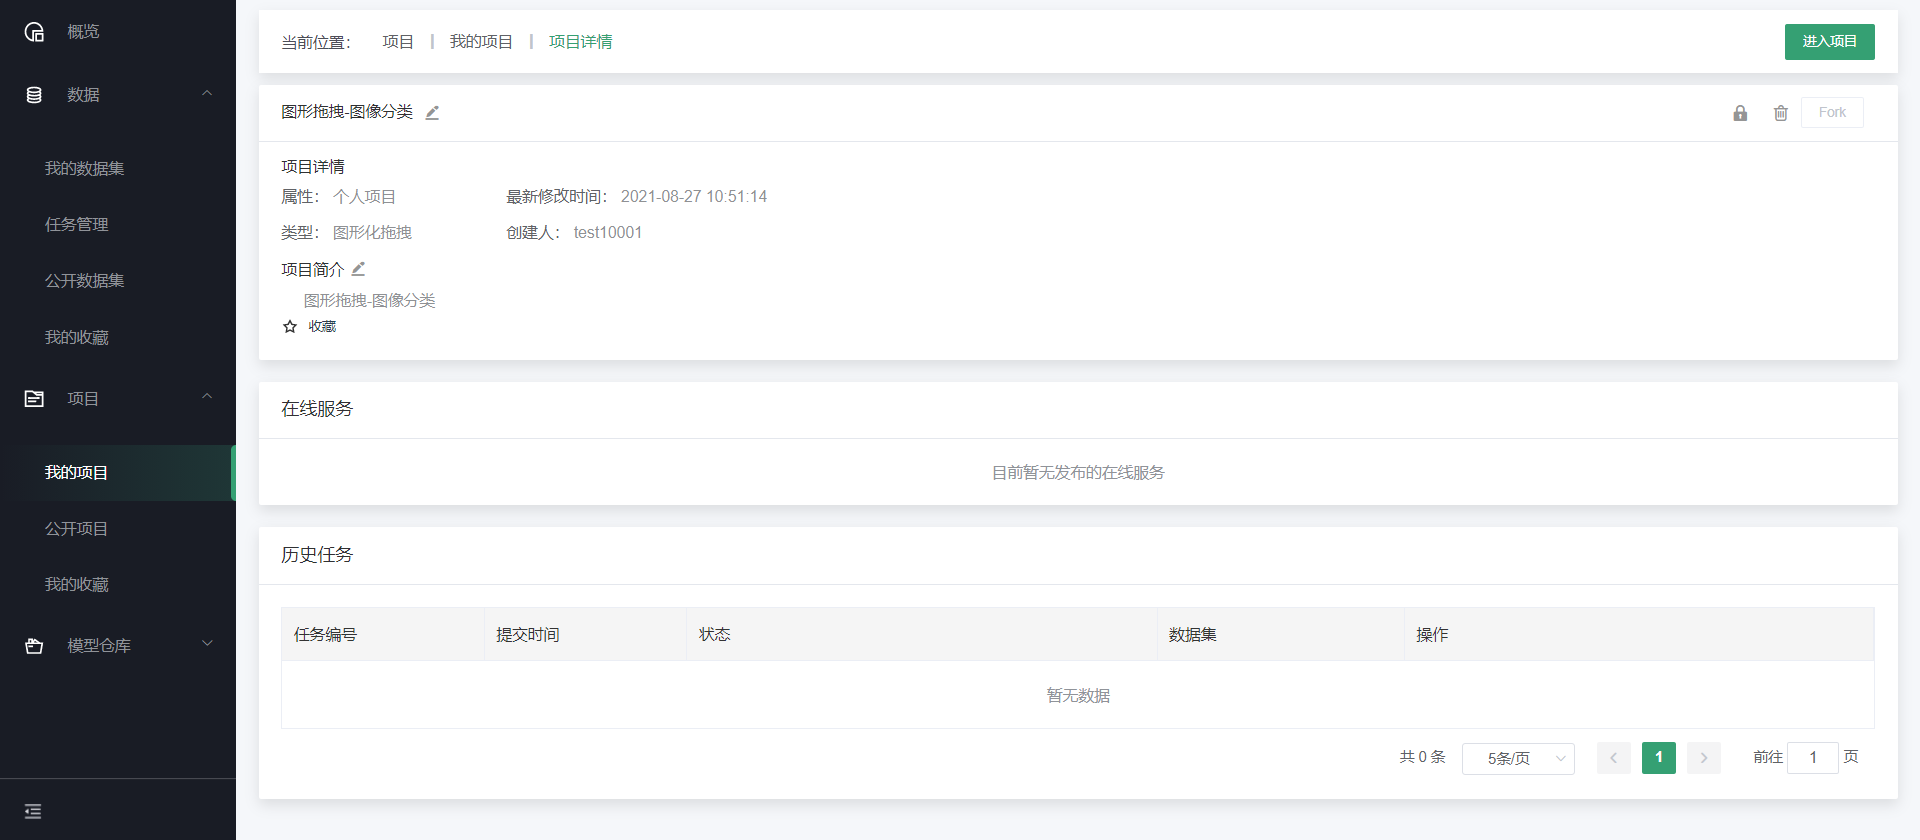 概览
数据
我的数据集
任务管理
公开数据集
我的收藏
项目
我的项目
公开项目
我的收藏
模型仓库
当前位置： 项目 | 我的项目 | 项目详情
进入项目
图形拖拽-图像分类
Fork
项目详情
属性： 个人项目 最新修改时间： 2021-08-27 10:51:14
类型： 图形化拖拽 创建人： test10001
项目简介
图形拖拽-图像分类
收藏
在线服务
目前暂无发布的在线服务
历史任务
任务编号 提交时间 状态 数据集 操作
暂无数据
共 0 条 5条/页 1 前往 1 页